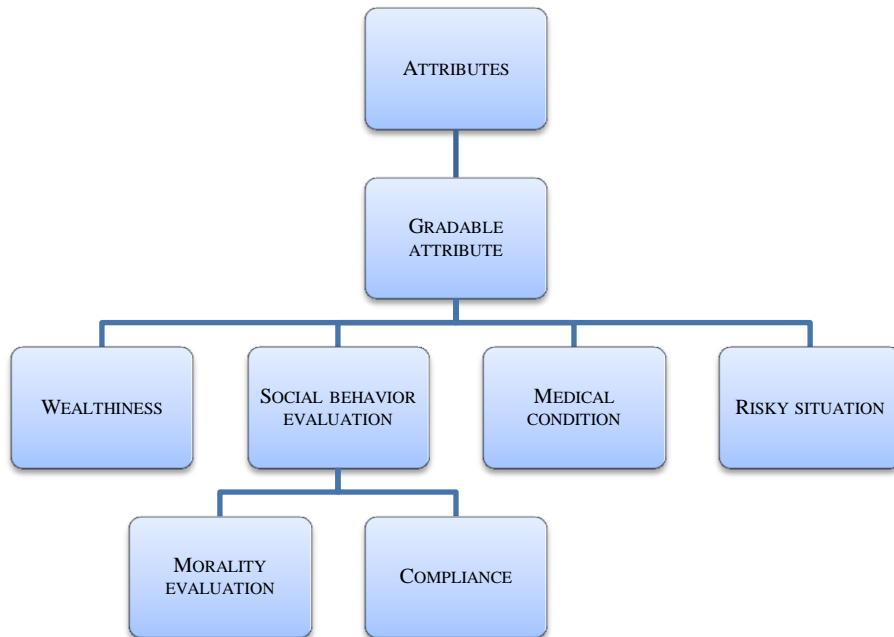 ATTRIBUTES
GRADABLE
ATTRIBUTE
WEALTHINESS
SOCIAL BEHAVIOR
EVALUATION
MEDICAL
CONDITION
RISKY SITUATION
MORALITY
EVALUATION
COMPLIANCE